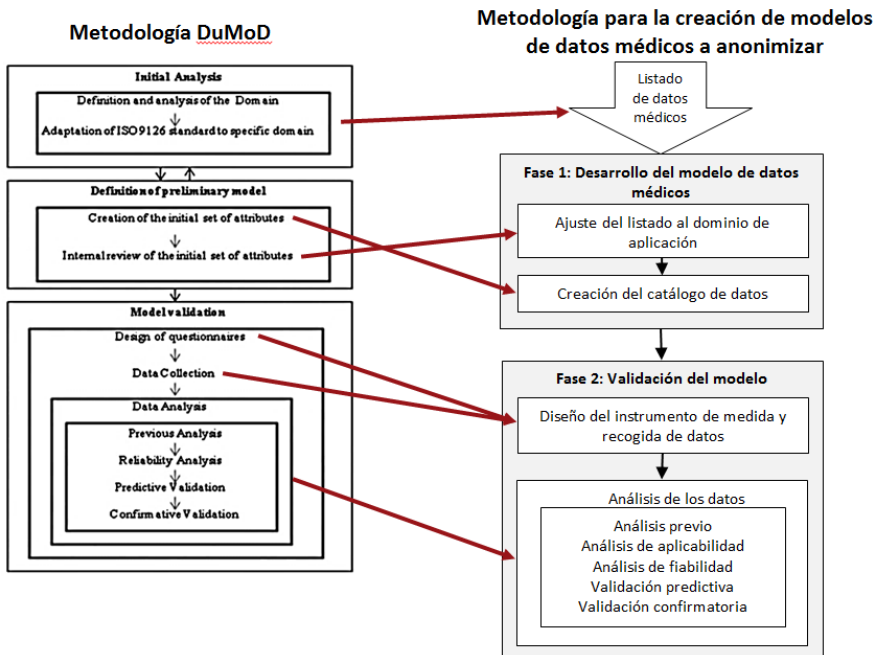 Metodología DuMoD
Initial Analysis
Definition and analysis of the Domain
Adaptation of ISO9126 standard to specific domain
Definition of preliminary model
Creation of the initial set of attributes
Internal review of the initial set of attributes
Model validation
Design of questionnaires
Data Collection
Data Analysis
Previous Analysis
Reliability Analysis
Predictive Validation
Confirmative Validation
Metodología para la creación de modelos
de datos médicos a anonimizar
Listado
de datos
médicos
Fase 1: Desarrollo del modelo de datos
médicos
Ajuste del listado al dominio de
aplicación
Creación del catálogo de datos
Fase 2: Validación del modelo
Diseño del instrumento de medida y
recogida de datos
Análisis de los datos
Análisis previo
Análisis de aplicabilidad
Análisis de fiabilidad
Validación predictiva
Validación confirmatoria